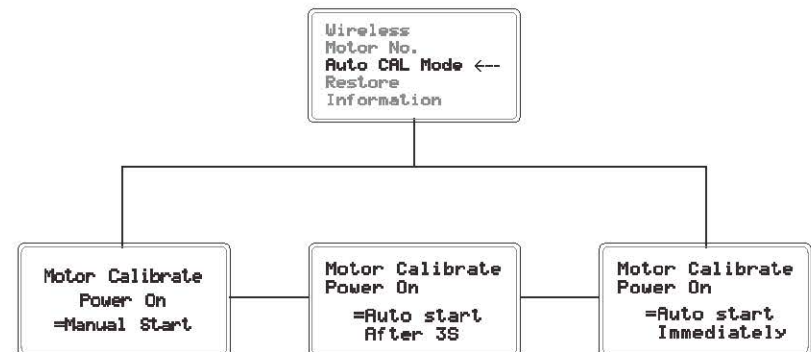 Wireless
Motor No.
Auto CAL Mode ←--
Restore
Information
Motor Calibrate
Power On
=Manual Start
Motor Calibrate
Power On
=Auto start
After 3S
Motor Calibrate
Power On
=Auto start
Immediately